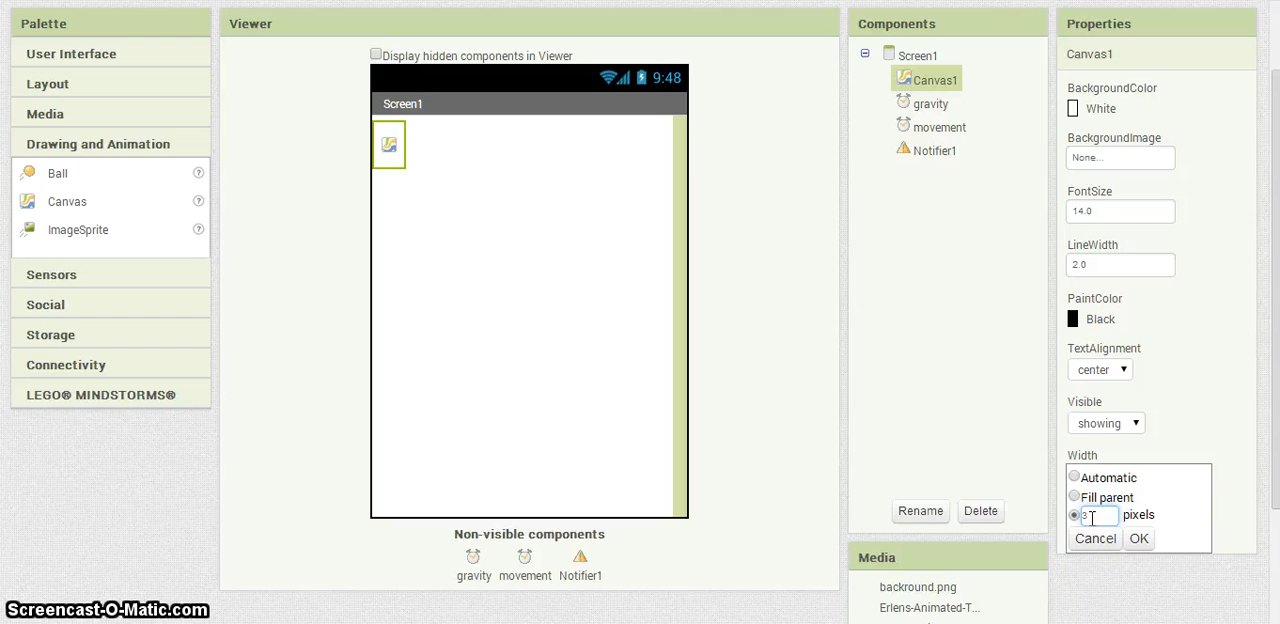 Palette
User Interface
Layout
Media
Drawing and Animation
Ball
Canvas
ImageSprite
Sensors
Social
Storage
Connectivity
LEGO® MINDSTORMS®
Viewer
Display hidden components in Viewer
9:48
Screen1
Non-visible components
gravity movement Notifier1
Components
Screen1
Canvas1
gravity
movement
Notifier1
Rename Delete
Media
backround.png
Erlens-Animated-T...
Properties
Canvas1
BackgroundColor
White
BackgroundImage
None...
FontSize
14.0
LineWidth
2.0
PaintColor
Black
TextAlignment
center
Visible
showing
Width
Automatic
Fill parent
3 pixels
Cancel OK
Screencast-O-Matic.com